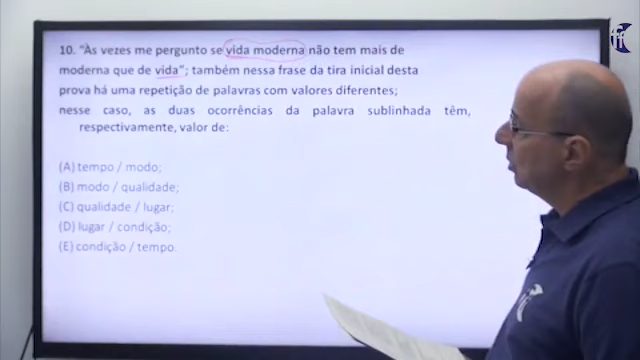 10. “Às vezes me pergunto se vida moderna não tem mais de
moderna que de vida”; também nessa frase da tira inicial desta
prova há uma repetição de palavras com valores diferentes;
nesse caso, as duas ocorrências da palavra sublinhada têm,
respectivamente, valor de:
(A) tempo / modo;
(B) modo / qualidade;
(C) qualidade / lugar;
(D) lugar / condição;
(E) condição / tempo.